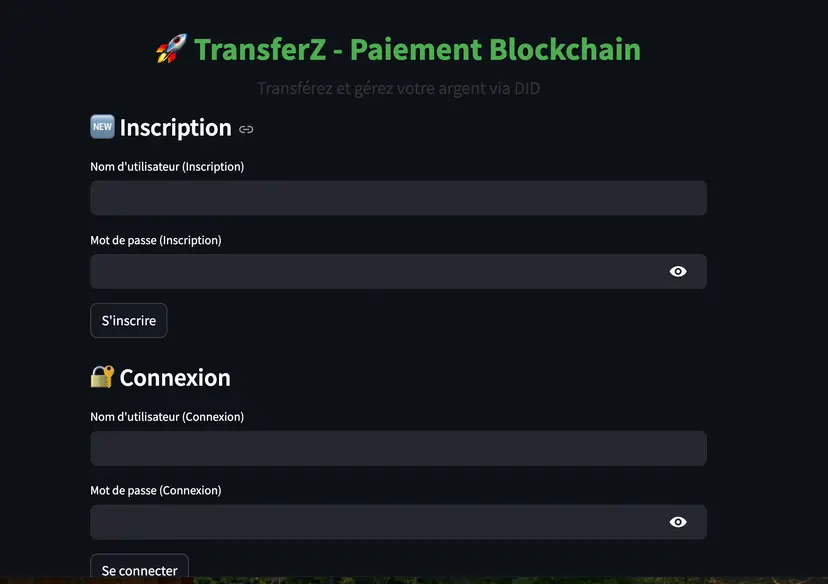 🚀 TransferZ - Paiement Blockchain
Transférez et gérez votre argent via DID
🆕 Inscription
Nom d'utilisateur (Inscription)
Mot de passe (Inscription)
S'inscrire
🔐 Connexion
Nom d'utilisateur (Connexion)
Mot de passe (Connexion)
Se connecter